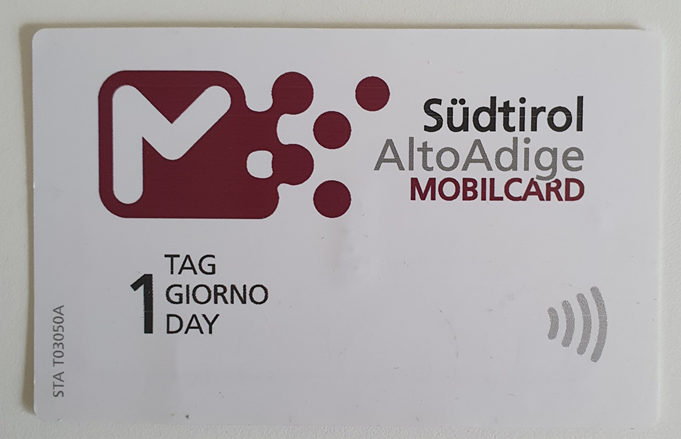 M
Südtirol
AltoAdige
MOBILCARD
1
TAG
GIORNO
DAY
STA T03050A